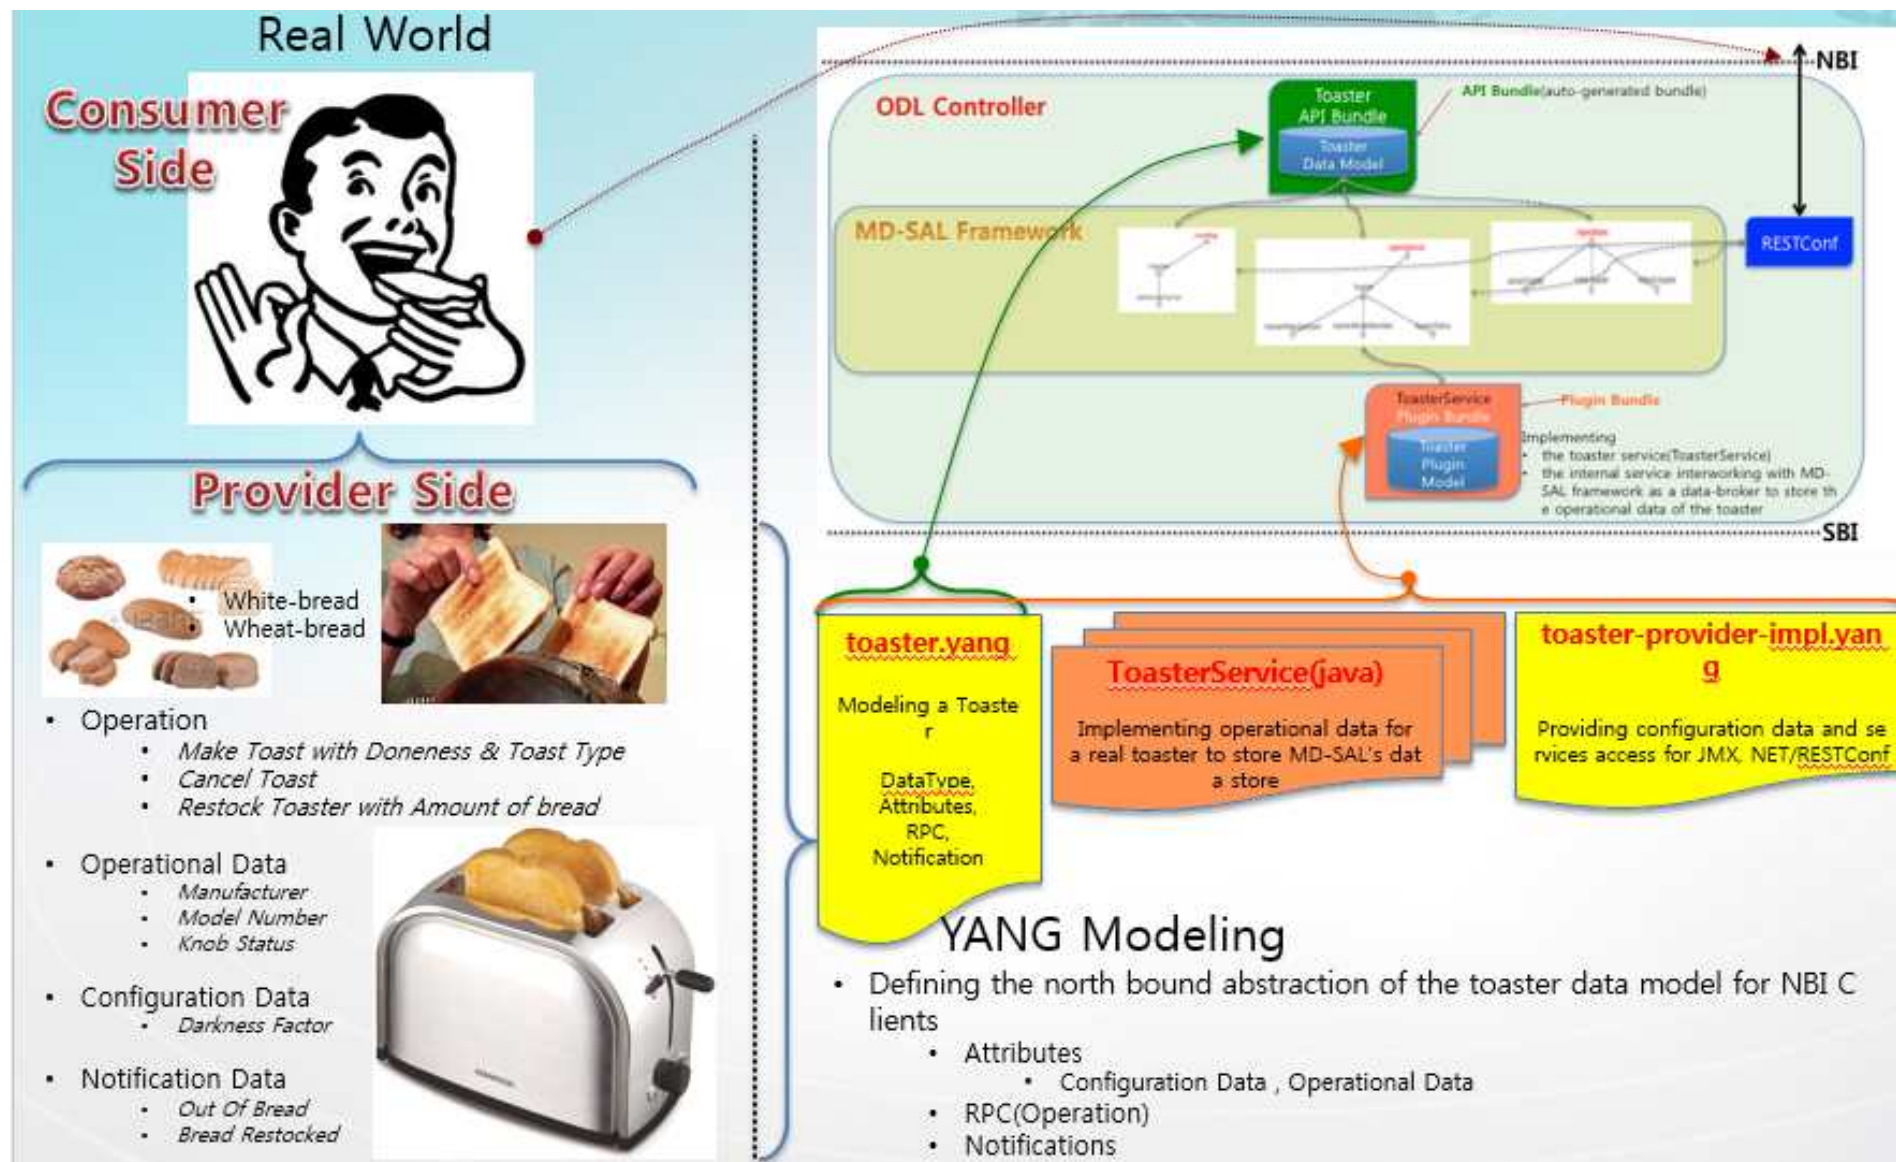 Real World
Consumer
Side
Provider Side
• White-bread
• Wheat-bread
• Operation
• Make Toast with Doneness & Toast Type
• Cancel Toast
• Restock Toaster with Amount of bread
• Operational Data
• Manufacturer
• Model Number
• Knob Status
• Configuration Data
• Darkness Factor
• Notification Data
• Out Of Bread
• Bread Restocked
NBI
ODL Controller
Toaster
API Bundle
Toaster
Data Model
API Bundle(auto-generated bundle)
MD-SAL Framework
RESTConf
ToasterService
Plugin Bundle
Toaster
Plugin
Model
Plugin Bundle
Implementing
• the toaster service(ToasterService)
• the internal service interworking with MD-
SAL framework as a data-broker to store th
e operational data of the toaster
SBI
toaster.yang
Modeling a Toaste
r
DataType,
Attributes,
RPC,
Notification
ToasterService(java)
Implementing operational data for
a real toaster to store MD-SAL's dat
a store
toaster-provider-impl.yan
g
Providing configuration data and se
rvices access for JMX, NET/RESTConf
YANG Modeling
• Defining the north bound abstraction of the toaster data model for NBI C
lients
• Attributes
• Configuration Data , Operational Data
• RPC(Operation)
• Notifications